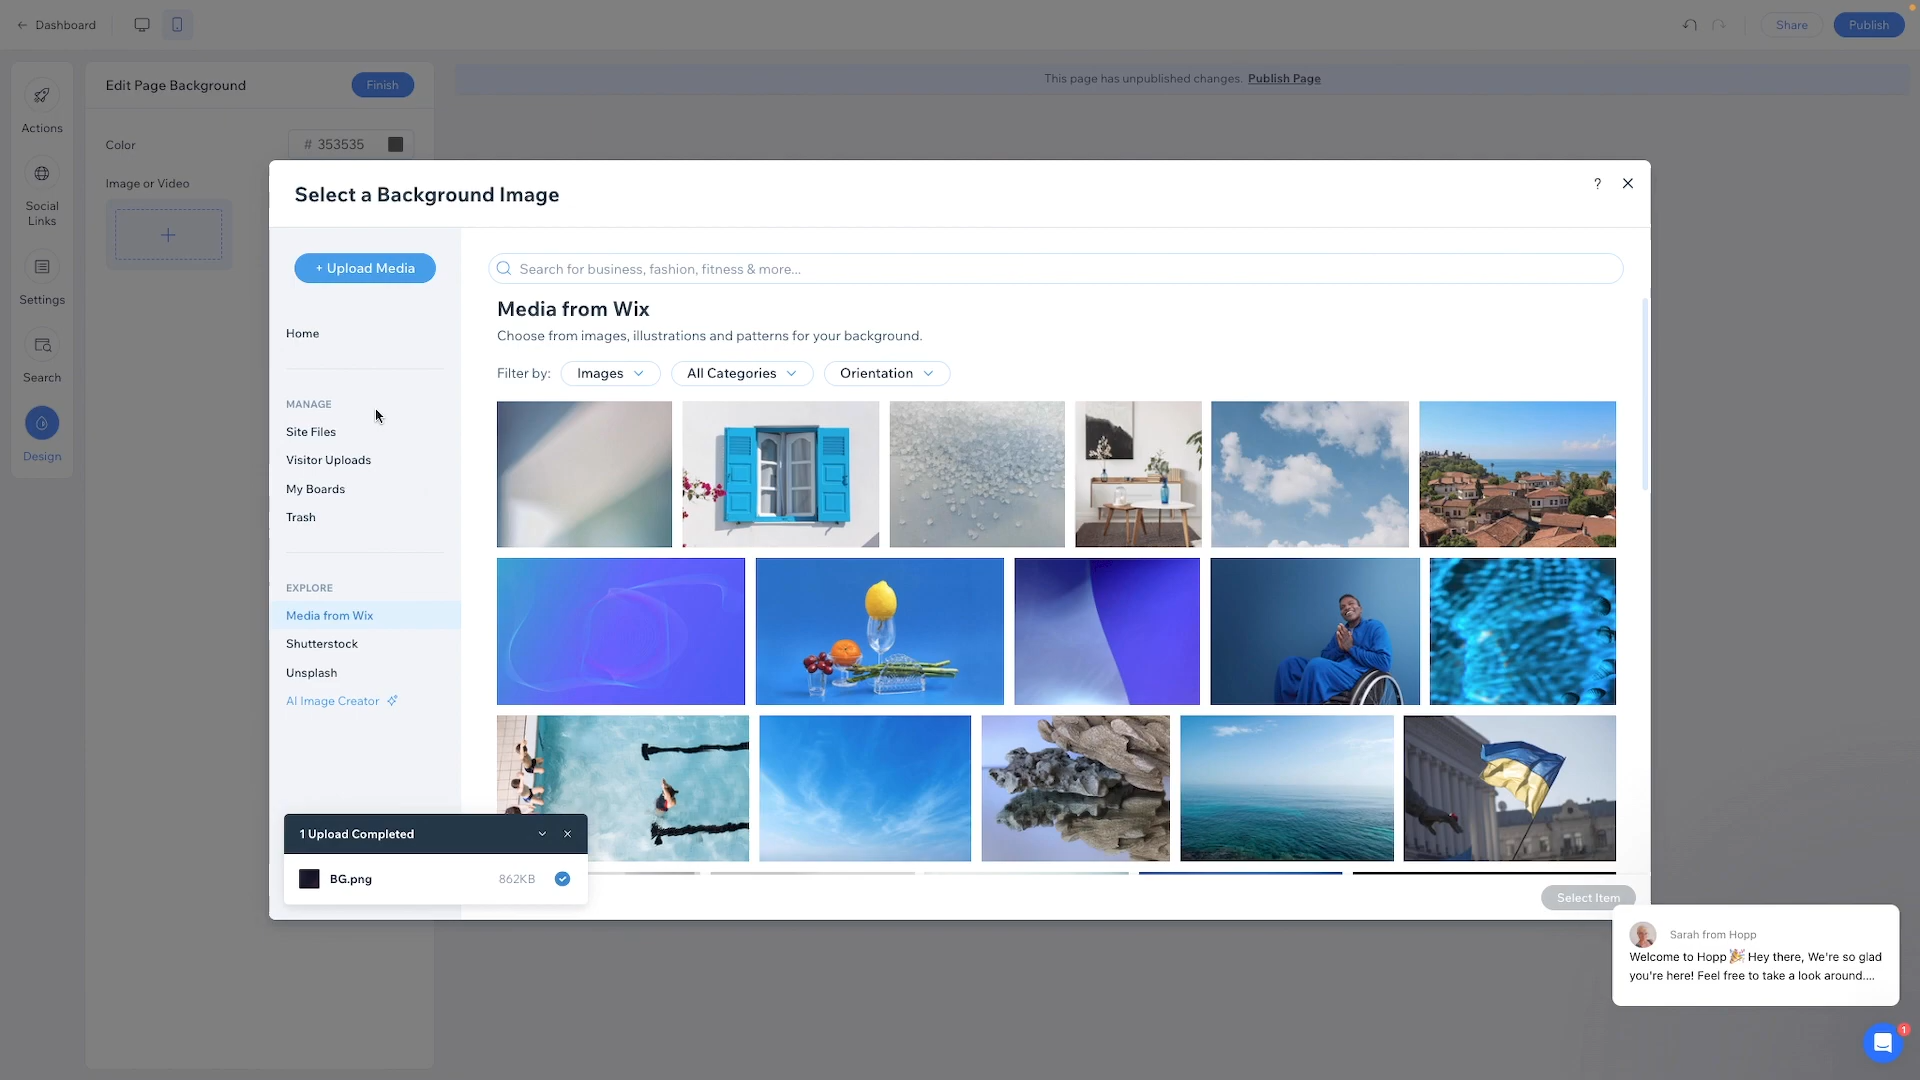 Dashboard
Share
Publish
Edit Page Background
Finish
This page has unpublished changes. Publish Page
Actions
Color
# 353535
Image or Video
Social
Links
Settings
Search
Design
Select a Background Image
?
+ Upload Media
Search for business, fashion, fitness & more...
Home
Media from Wix
Choose from images, illustrations and patterns for your background.
Filter by:
Images
All Categories
Orientation
MANAGE
Site Files
Visitor Uploads
My Boards
Trash
EXPLORE
Media from Wix
Shutterstock
Unsplash
AI Image Creator
1 Upload Completed
BG.png
862KB
Select Item
Sarah from Hopp
Welcome to Hopp 🎉 Hey there, We're so glad
you're here! Feel free to take a look around....
1